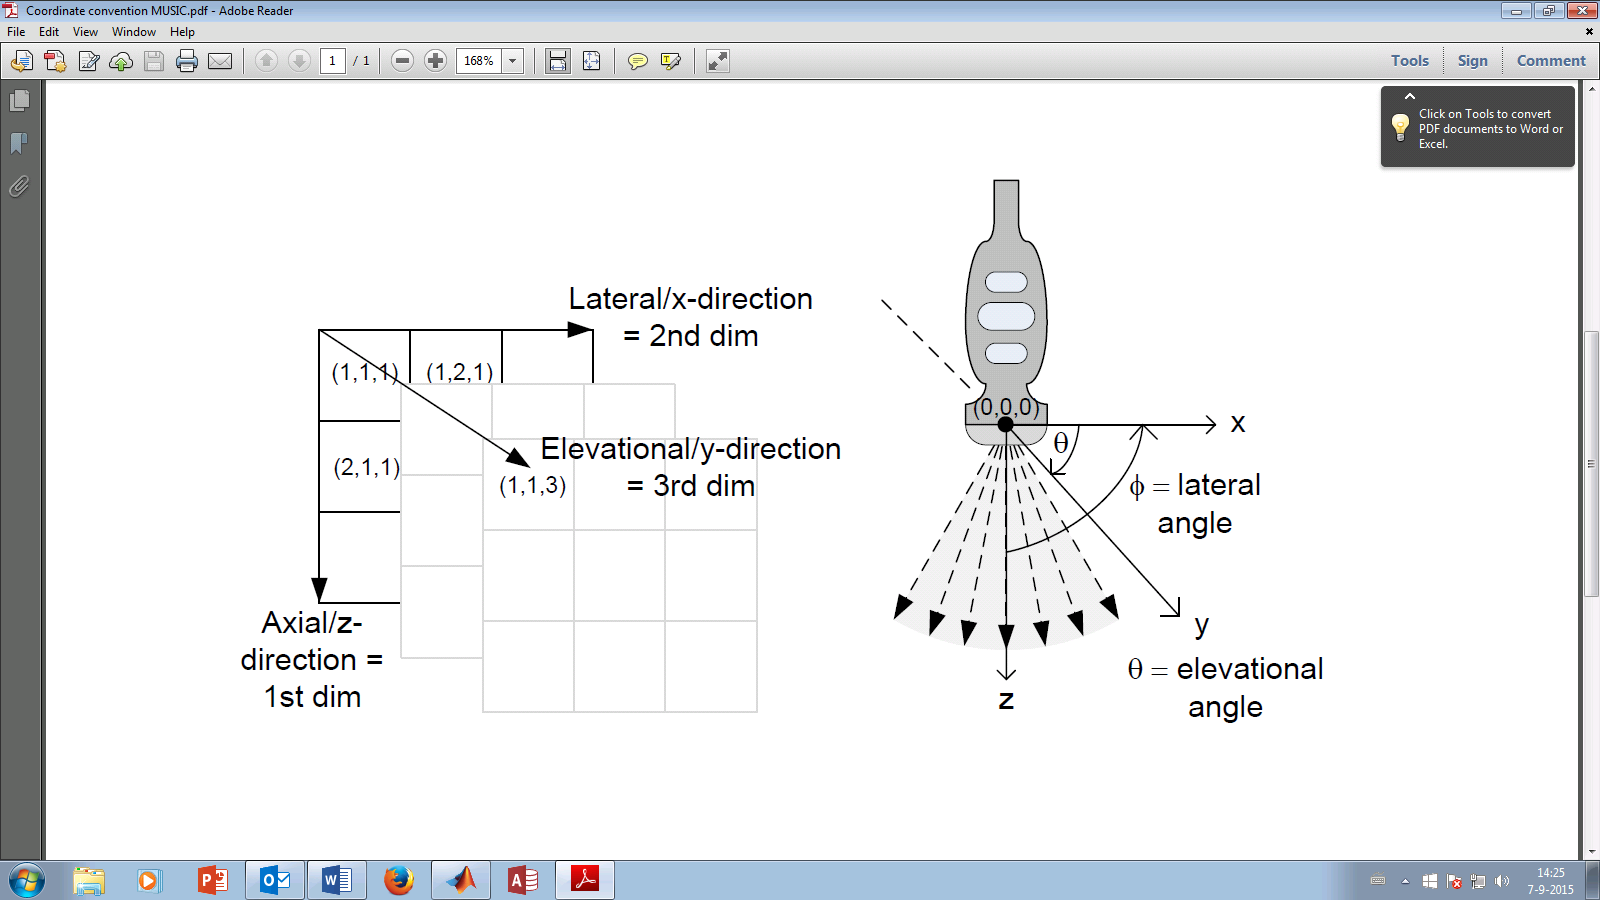 Coordinate convention MUSIC.pdf - Adobe Reader
File Edit View Window Help
1 / 1 168% Tools Sign Comment
Click on Tools to convert
PDF documents to Word or
Excel.
Lateral/x-direction
= 2nd dim
(1,1,1) (1,2,1)
(2,1,1)
Elevational/y-direction
= 3rd dim
(1,1,3)
Axial/z-
direction =
1st dim
(0,0,0)
x
θ
ϕ = lateral
angle
y
z
θ = elevational
angle
14:25
7-9-2015